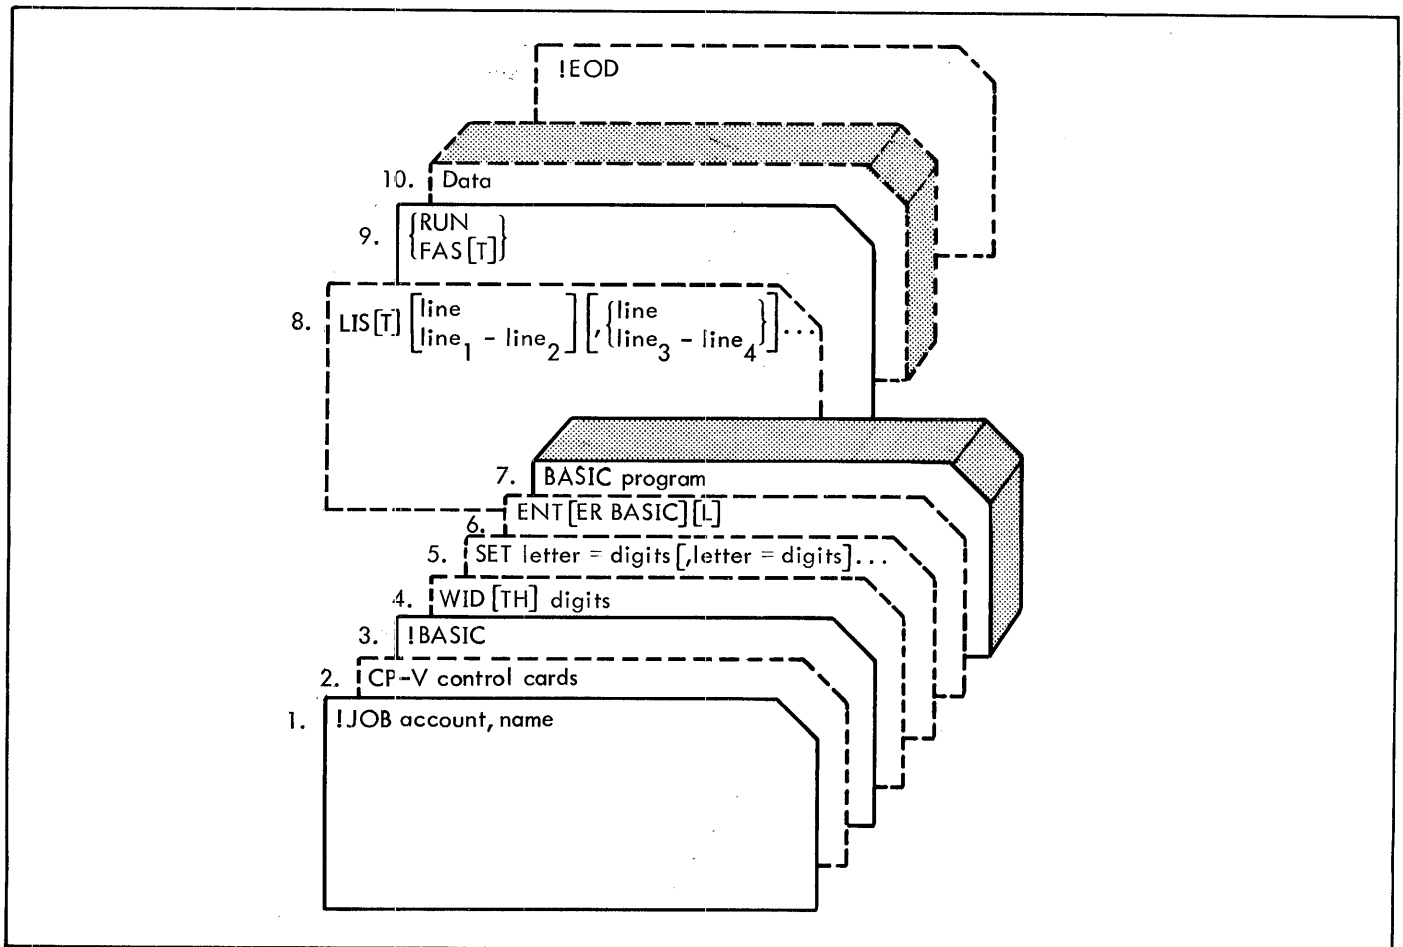 !EOD
10. Data
9. {RUN
FAS[T]}
8. LIS[T] [line
line1 - line2] [,{line
line3 - line4}]...
7. BASIC program
6. ENT[ER BASIC][L]
5. SET letter = digits[,letter = digits]...
4. WID[TH] digits
3. !BASIC
2. CP-V control cards
1. !JOB account, name